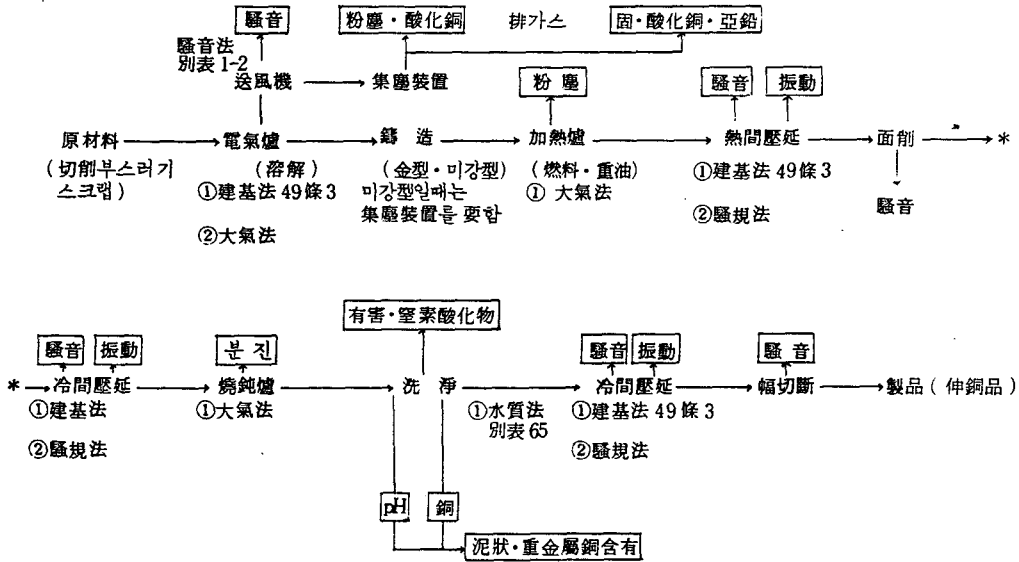 騷音
粉塵・酸化銅
排가스
固・酸化銅・亞鉛
騷音法
別表 1-2
送風機
集塵裝置
粉塵
騷音
振動
原材料
電氣爐
鑄造
加熱爐
熱間壓延
面削
*
(切削부스러기
스크랩)
(溶解)
①建基法 49條 3
②大氣法
(金型・미강型)
미강型일때는
集塵裝置를 要함
(燃料・重油)
① 大氣法
①建基法 49條 3
②騷規法
騷音
有害・窒素酸化物
騷音
振動
분진
騷音
振動
騷音
*
冷間壓延
燒鈍爐
洗淨
冷間壓延
幅切斷
製品(伸銅品)
①建基法
②騷規法
①大氣法
①水質法
別表 65
①建基法 49條 3
②騷規法
pH
銅
泥狀・重金屬銅含有